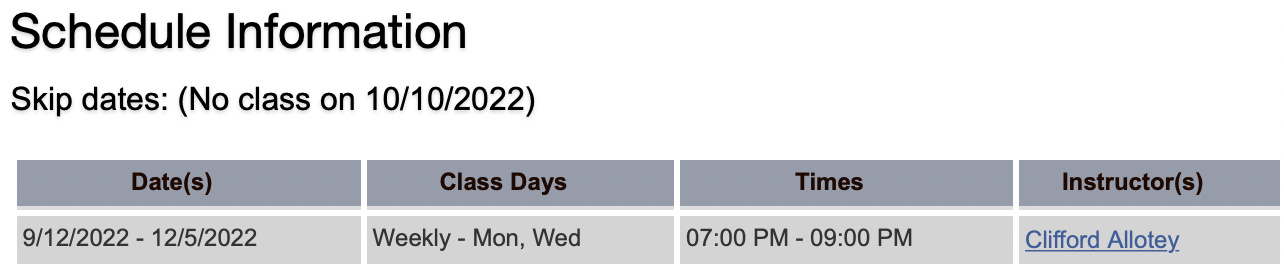 Schedule Information
Skip dates: (No class on 10/10/2022)
Date(s) Class Days Times Instructor(s)
9/12/2022 - 12/5/2022 Weekly - Mon, Wed 07:00 PM - 09:00 PM Clifford Allotey